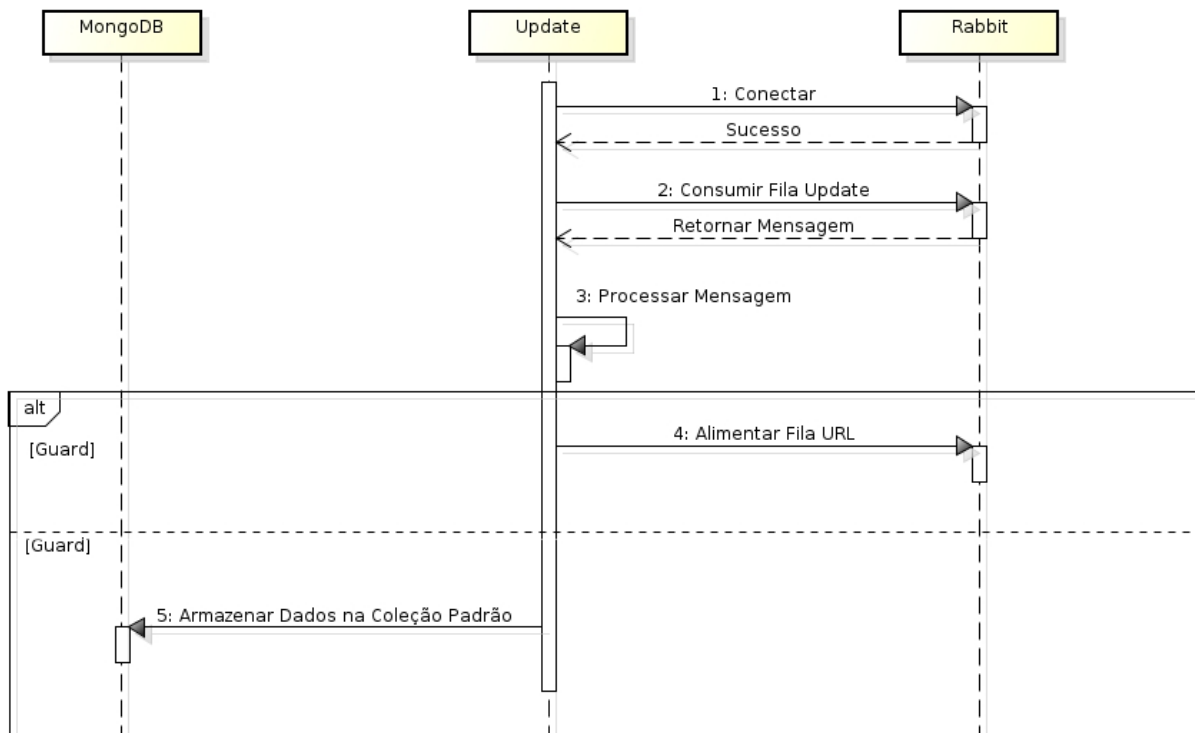 MongoDB
Update
Rabbit
1: Conectar
Sucesso
2: Consumir Fila Update
Retornar Mensagem
3: Processar Mensagem
alt
[Guard]
4: Alimentar Fila URL
[Guard]
5: Armazenar Dados na Coleção Padrão